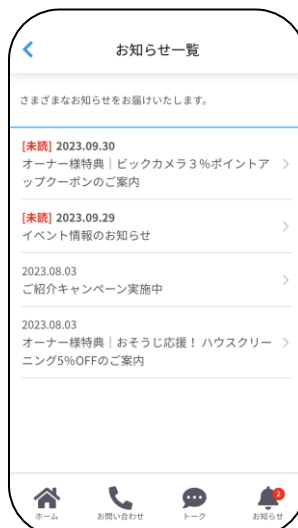 お知らせ一覧
さまざまなお知らせをお届けいたします。
[未読] 2023.09.30
オーナー様特典｜ビックカメラ３％ポイントア
ップクーポンのご案内
[未読] 2023.09.29
イベント情報のお知らせ
2023.08.03
ご紹介キャンペーン実施中
2023.08.03
オーナー様特典｜おそうじ応援！ ハウスクリー
ニング5%OFFのご案内
2
ホーム お問い合わせ トーク お知らせ